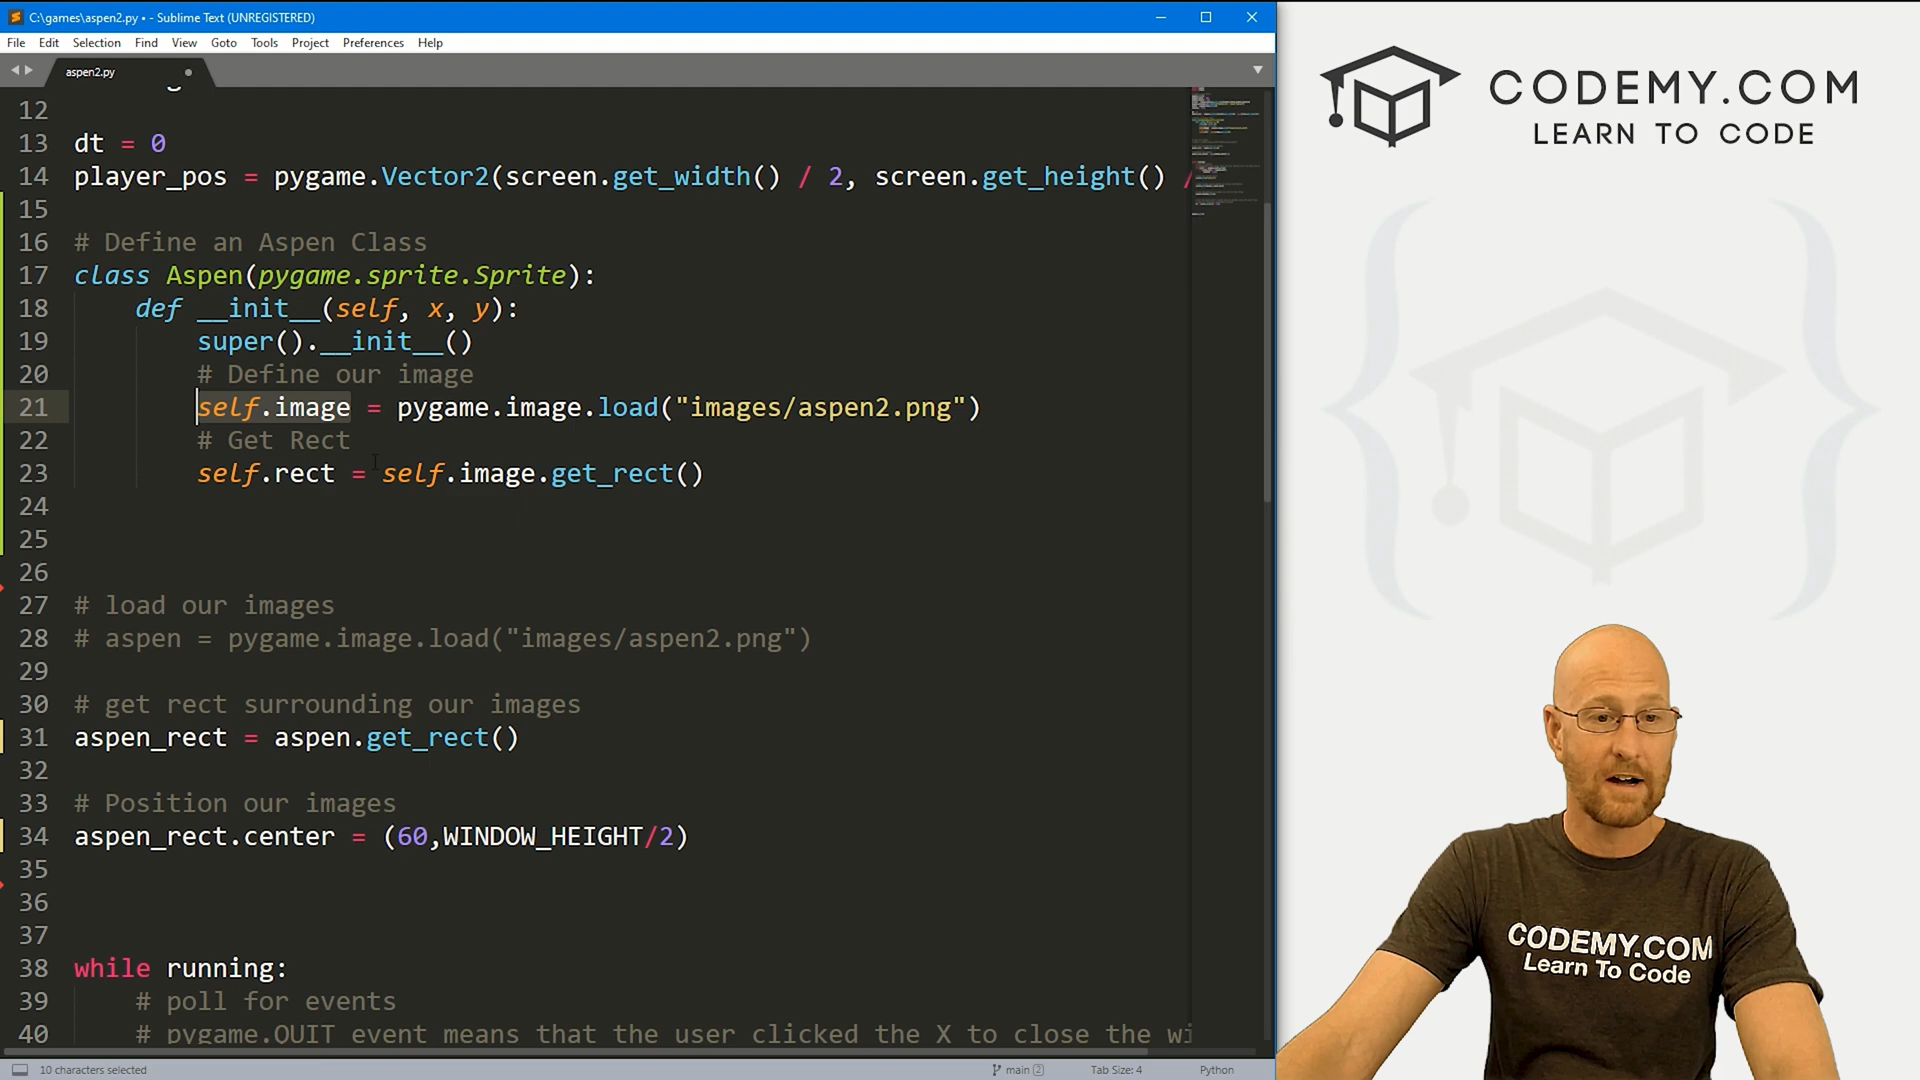 C:\games\aspen2.py • - Sublime Text (UNREGISTERED)
File Edit Selection Find View Goto Tools Project Preferences Help
aspen2.py
12
13 dt = 0
14 player_pos = pygame.Vector2(screen.get_width() / 2, screen.get_height() /
15
16 # Define an Aspen Class
17 class Aspen(pygame.sprite.Sprite):
18 def __init__(self, x, y):
19 super().__init__()
20 # Define our image
21 self.image = pygame.image.load("images/aspen2.png")
22 # Get Rect
23 self.rect = self.image.get_rect()
24
25
26
27 # load our images
28 # aspen = pygame.image.load("images/aspen2.png")
29
30 # get rect surrounding our images
31 aspen_rect = aspen.get_rect()
32
33 # Position our images
34 aspen_rect.center = (60,WINDOW_HEIGHT/2)
35
36
37
38 while running:
39 # poll for events
40 # pygame.QUIT event means that the user clicked the X to close the wi
10 characters selected main 2 Tab Size: 4 Python
CODEMY.COM
LEARN TO CODE
CODEMY.COM
Learn To Code